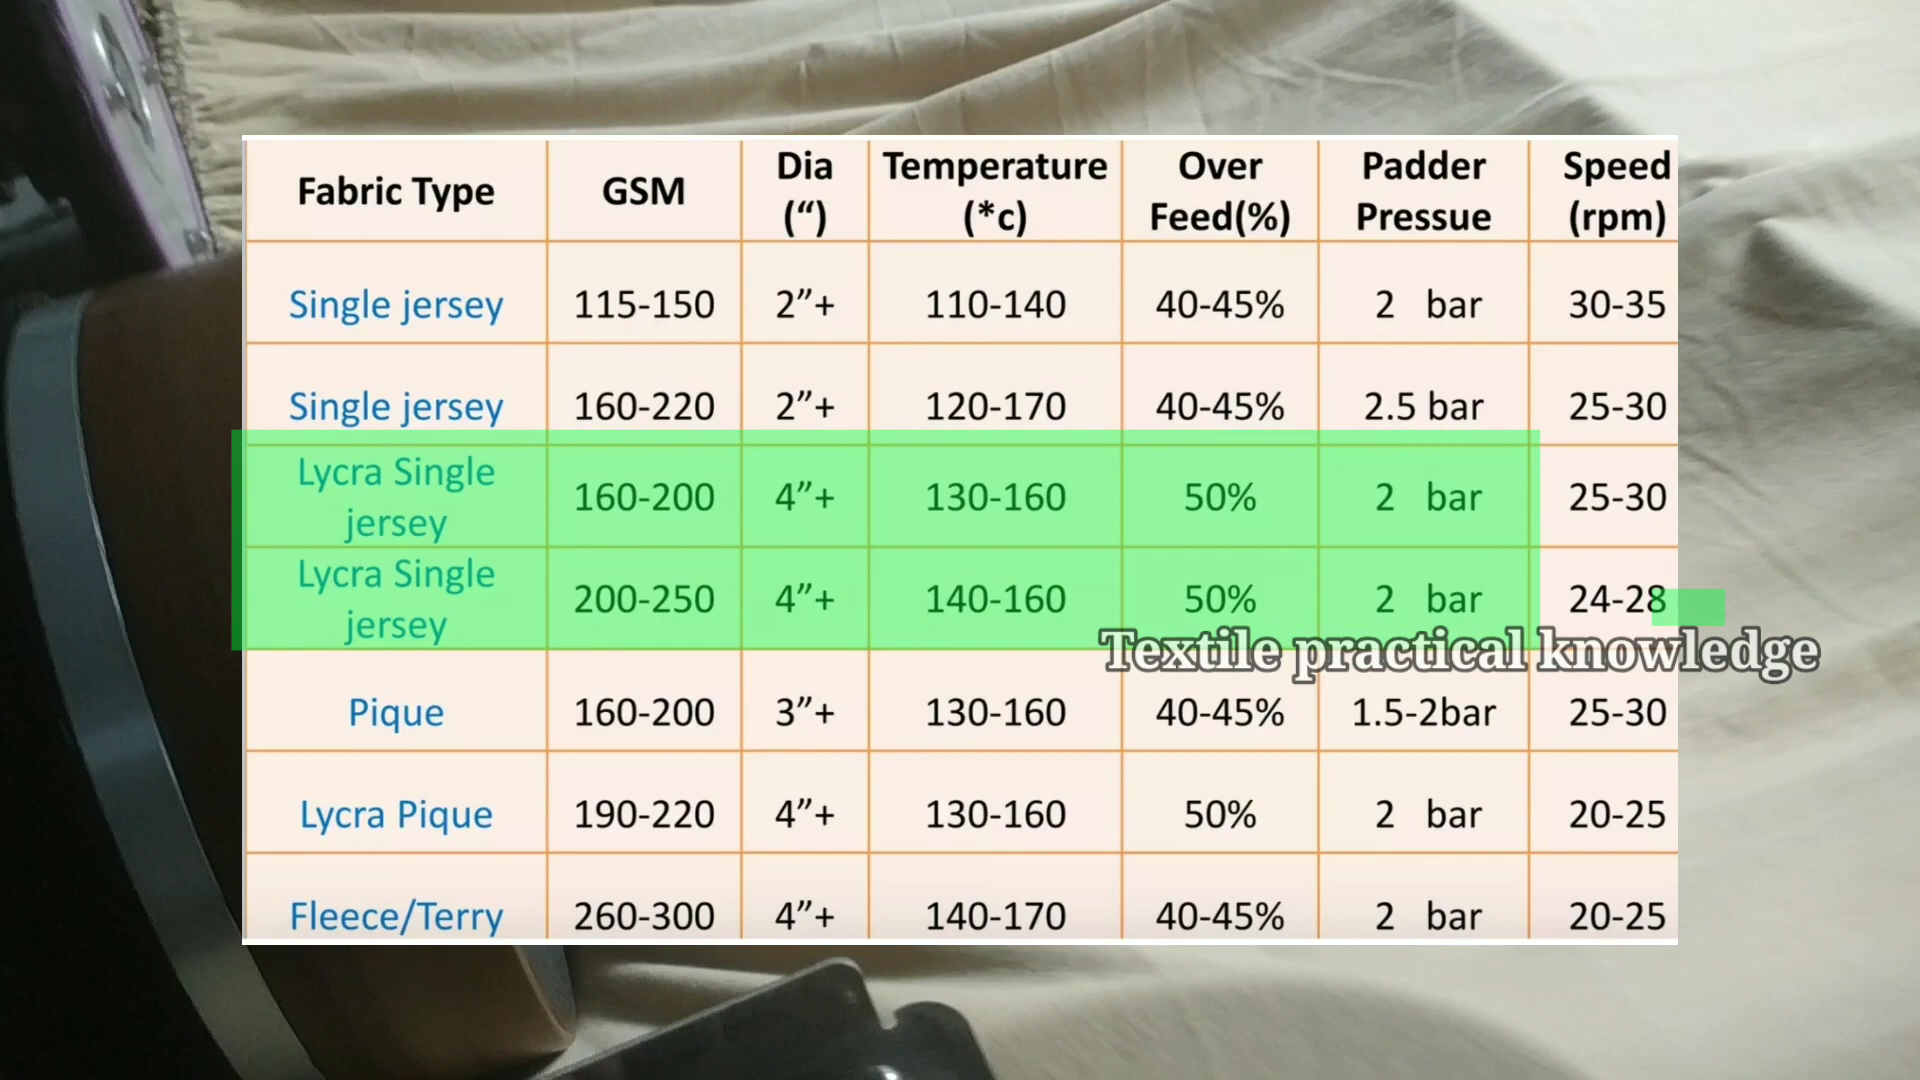 Fabric Type GSM Dia (“) Temperature (*c) Over Feed(%) Padder Pressue Speed (rpm)
Single jersey 115-150 2”+ 110-140 40-45% 2 bar 30-35
Single jersey 160-220 2”+ 120-170 40-45% 2.5 bar 25-30
Lycra Single jersey 160-200 4”+ 130-160 50% 2 bar 25-30
Lycra Single jersey 200-250 4”+ 140-160 50% 2 bar 24-28
Textile practical knowledge
Pique 160-200 3”+ 130-160 40-45% 1.5-2bar 25-30
Lycra Pique 190-220 4”+ 130-160 50% 2 bar 20-25
Fleece/Terry 260-300 4”+ 140-170 40-45% 2 bar 20-25